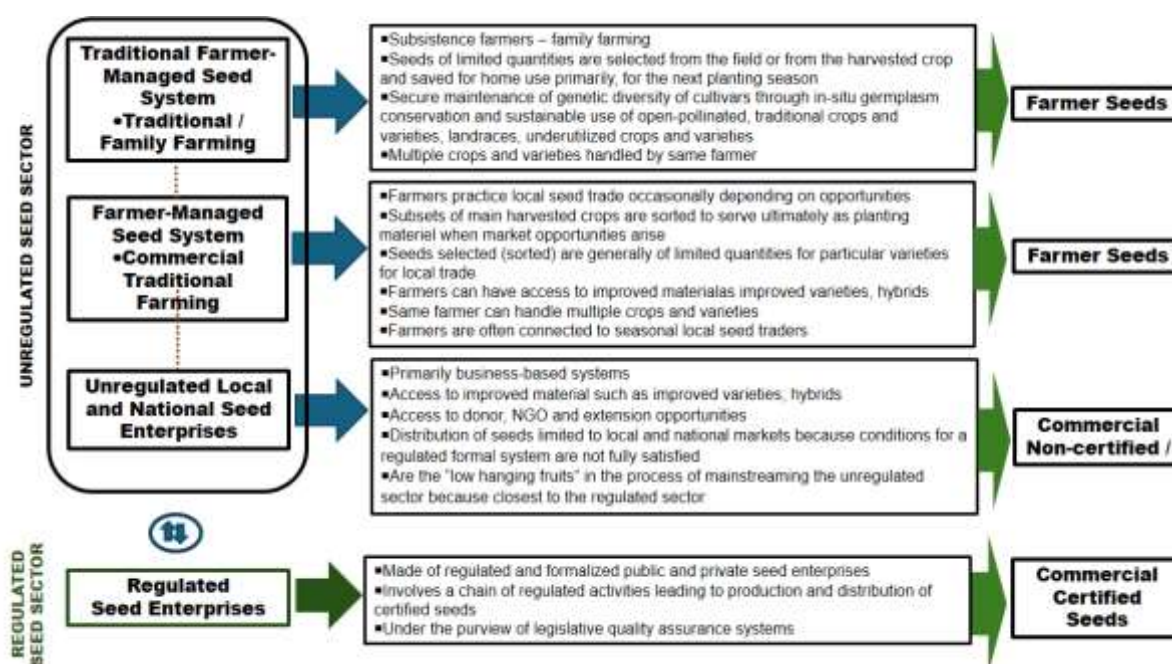 UNREGULATED SEED SECTOR
Traditional Farmer-
Managed Seed
System
•Traditional /
Family Farming
▪Subsistence farmers – family farming
▪Seeds of limited quantities are selected from the field or from the harvested crop
and saved for home use primarily, for the next planting
season
▪Secure maintenance of genetic diversity of cultivars through in-situ germplasm
conservation and sustainable use of open-pollinated, traditional crops and
varieties, landraces, underutilized crops and varieties
▪Multiple crops and varieties handled by same farmer
Farmer Seeds
Farmer-Managed
Seed System
•Commercial
Traditional
Farming
▪Farmers practice local seed trade occasionally depending on opportunities
▪Subsets of main harvested crops are sorted to serve ultimately as planting
materiel when market opportunities arise
▪Seeds selected (sorted) are generally of limited quantities for particular varieties
for local trade
▪Farmers can have access to improved materialas improved varieties, hybrids
▪Same farmer can handle multiple crops and varieties
▪Farmers are often connected to seasonal local seed traders
Farmer Seeds
Unregulated Local
and National Seed
Enterprises
▪Primarily business-based systems
▪Access to improved material such as improved varieties, hybrids
▪Access to donor, NGO and extension opportunities
▪Distribution of seeds limited to local and national markets because conditions for a
regulated formal system are not fully satisfied
▪Are the "low hanging fruits" in the process of mainstreaming the unregulated
sector because closest to the regulated sector
Commercial
Non-certified /
REGULATED
SEED SECTOR
Regulated
Seed Enterprises
▪Made of regulated and formalized public and private seed enterprises
▪Involves a chain of regulated activities leading to production and distribution of
certified seeds
▪Under the purview of legislative quality assurance systems
Commercial
Certified
Seeds